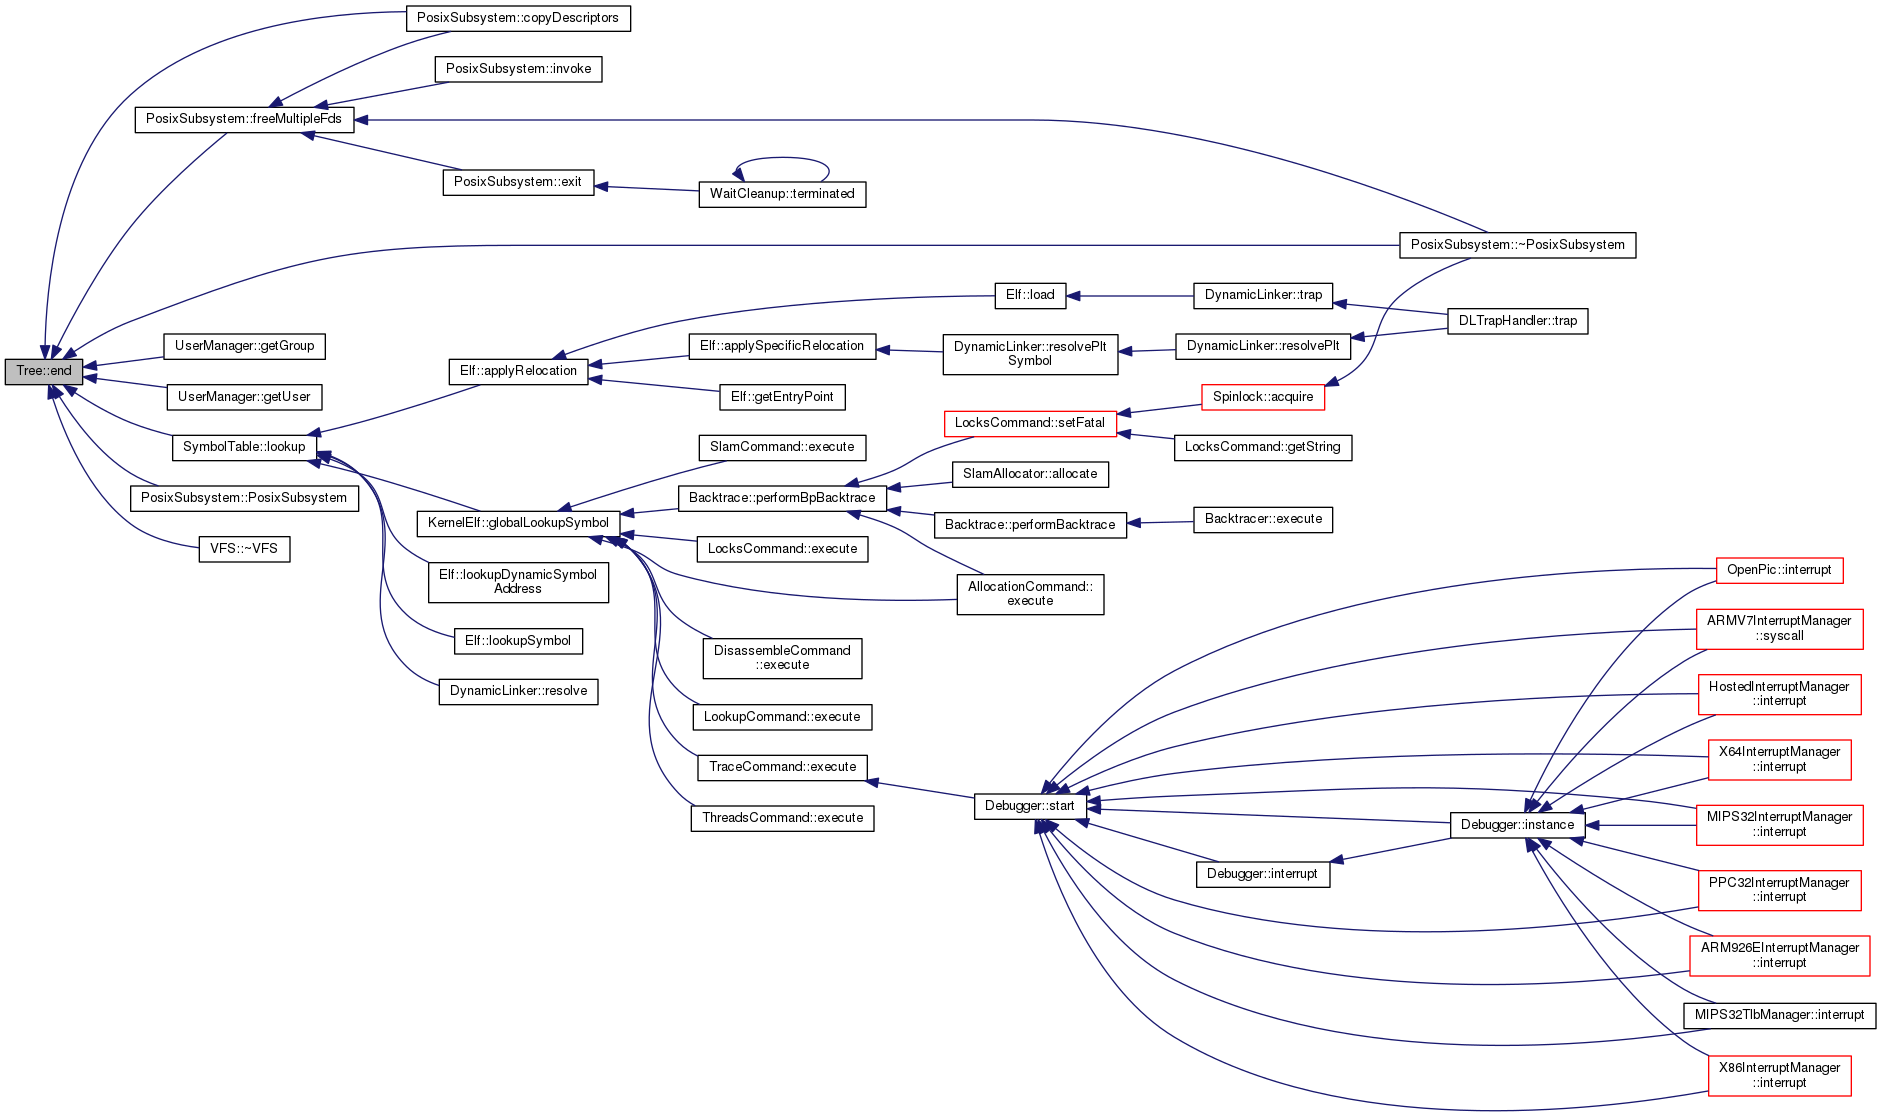 PosixSubsystem::copyDescriptors
PosixSubsystem::invoke
PosixSubsystem::freeMultipleFds
PosixSubsystem::exit
WaitCleanup::terminated
PosixSubsystem::~PosixSubsystem
Elf::load
DynamicLinker::trap
DLTrapHandler::trap
UserManager::getGroup
Elf::applySpecificRelocation
DynamicLinker::resolvePlt
Symbol
DynamicLinker::resolvePlt
Tree::end
Elf::applyRelocation
UserManager::getUser
Elf::getEntryPoint
Spinlock::acquire
LocksCommand::setFatal
SymbolTable::lookup
SlamCommand::execute
LocksCommand::getString
SlamAllocator::allocate
PosixSubsystem::PosixSubsystem
Backtrace::performBpBacktrace
KernelElf::globalLookupSymbol
Backtrace::performBacktrace
Backtracer::execute
VFS::~VFS
LocksCommand::execute
Elf::lookupDynamicSymbol
Address
AllocationCommand::
execute
OpenPic::interrupt
Elf::lookupSymbol
DisassembleCommand
::execute
ARMV7InterruptManager
::syscall
DynamicLinker::resolve
LookupCommand::execute
HostedInterruptManager
::interrupt
TraceCommand::execute
X64InterruptManager
::interrupt
ThreadsCommand::execute
Debugger::start
Debugger::instance
MIPS32InterruptManager
::interrupt
Debugger::interrupt
PPC32InterruptManager
::interrupt
ARM926EInterruptManager
::interrupt
MIPS32TlbManager::interrupt
X86InterruptManager
::interrupt